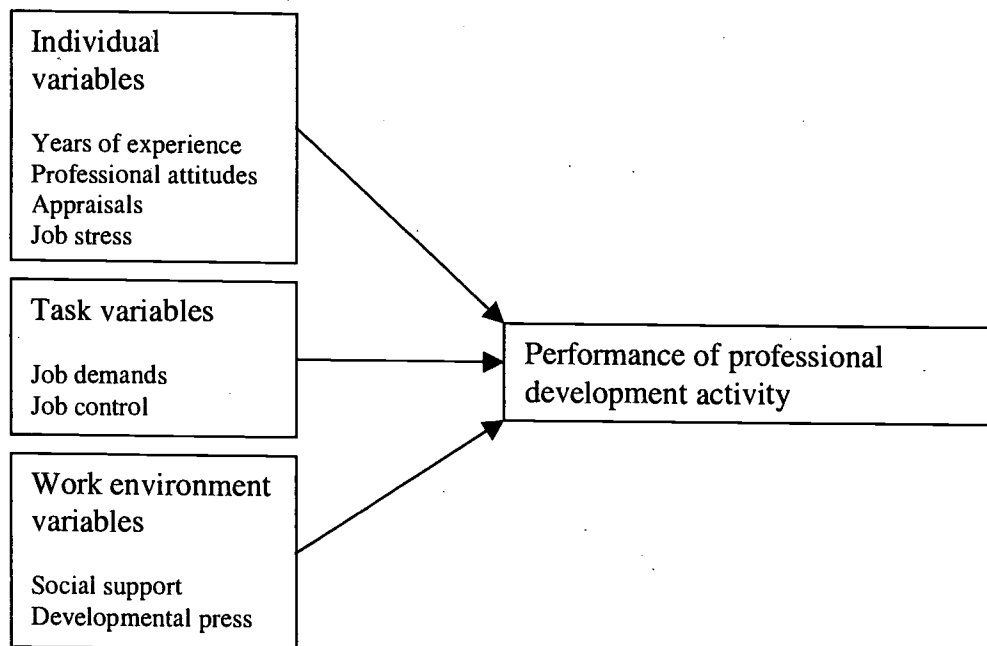 Individual
variables
Years of experience
Professional attitudes
Appraisals
Job stress
Task variables
Job demands
Job control
Work environment
variables
Social support
Developmental press
Performance of professional
development activity